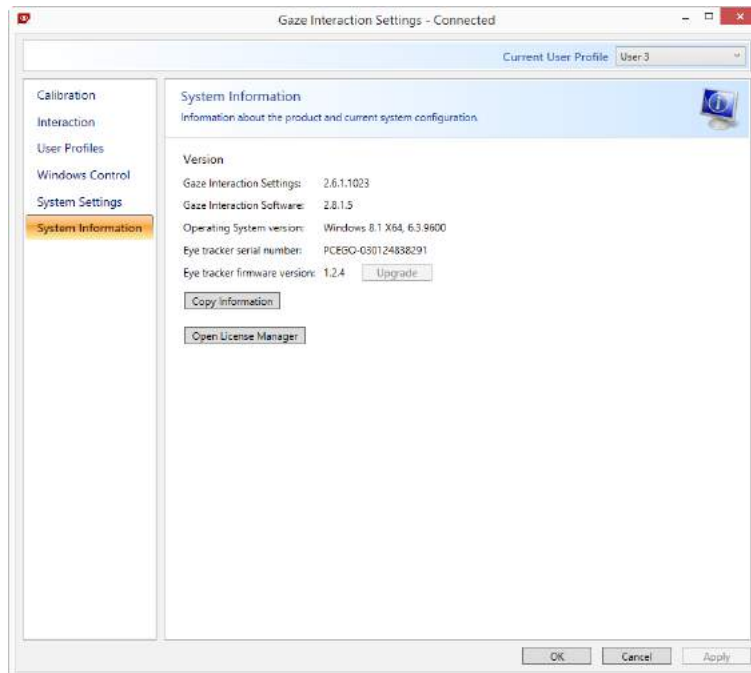 Gaze Interaction Settings - Connected
Current User Profile User 3
Calibration
Interaction
User Profiles
Windows Control
System Settings
System Information
System Information
Information about the product and current system configuration.
Version
Gaze Interaction Settings: 2.6.1.1023
Gaze Interaction Software: 2.8.1.5
Operating System version: Windows 8.1 X64, 6.3.9600
Eye tracker serial number: PCEGO-030124838291
Eye tracker firmware version: 1.2.4 Upgrade
Copy Information
Open License Manager
OK Cancel Apply